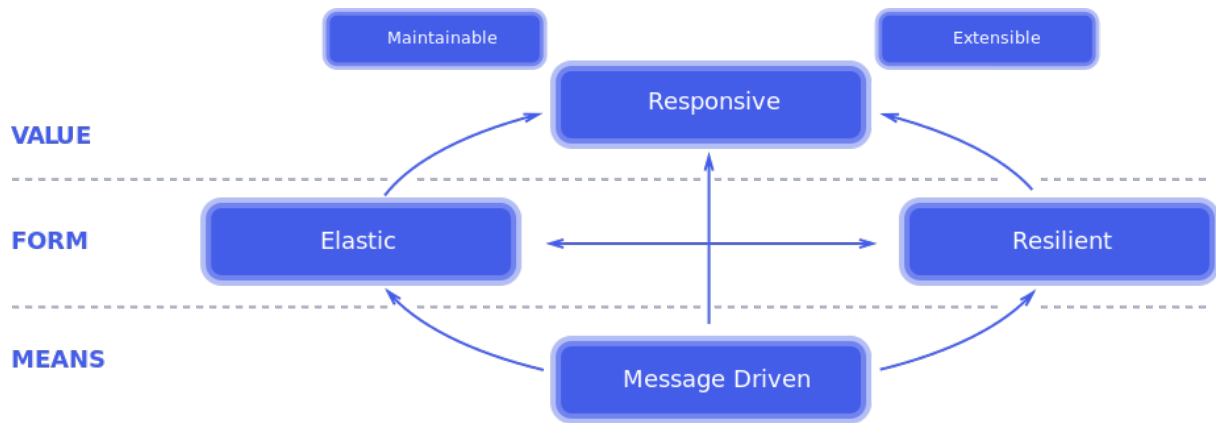 Maintainable
Extensible
Responsive
VALUE
FORM
Elastic
Resilient
MEANS
Message Driven